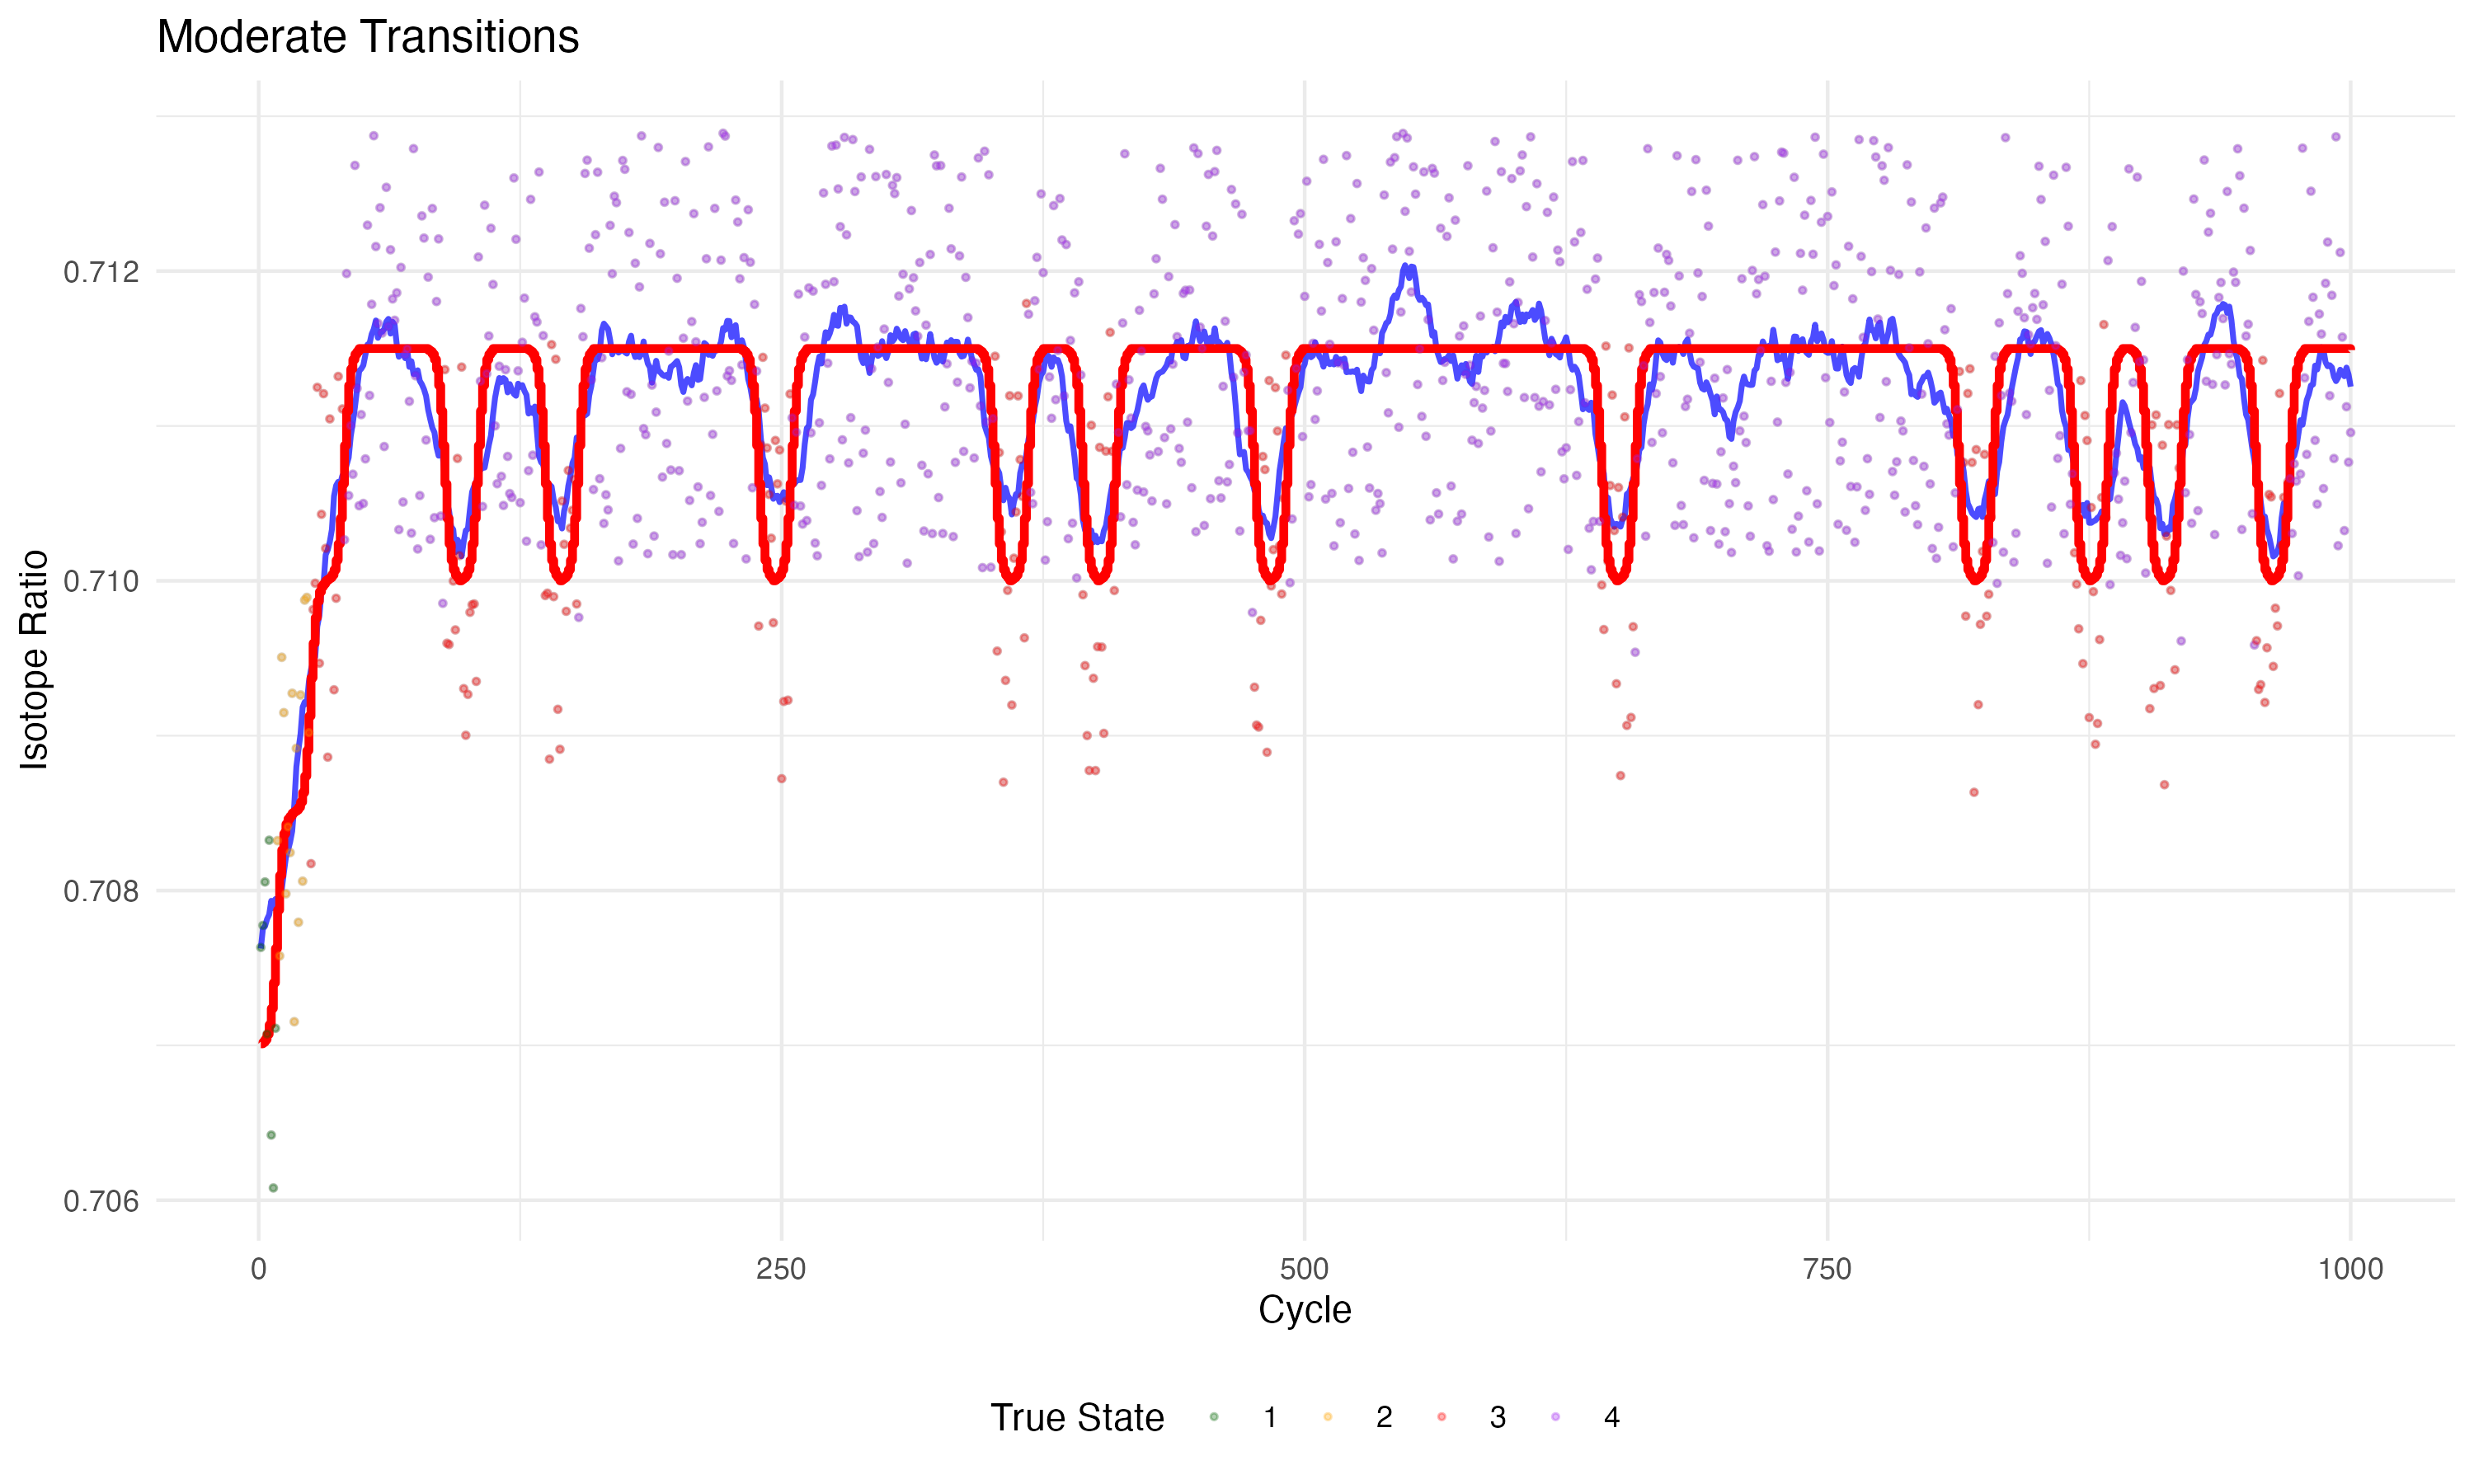 Moderate Transitions
Isotope Ratio
0.712
0.710
0.708
0.706
0 250 500 750 1000
Cycle
True State 1 2 3 4